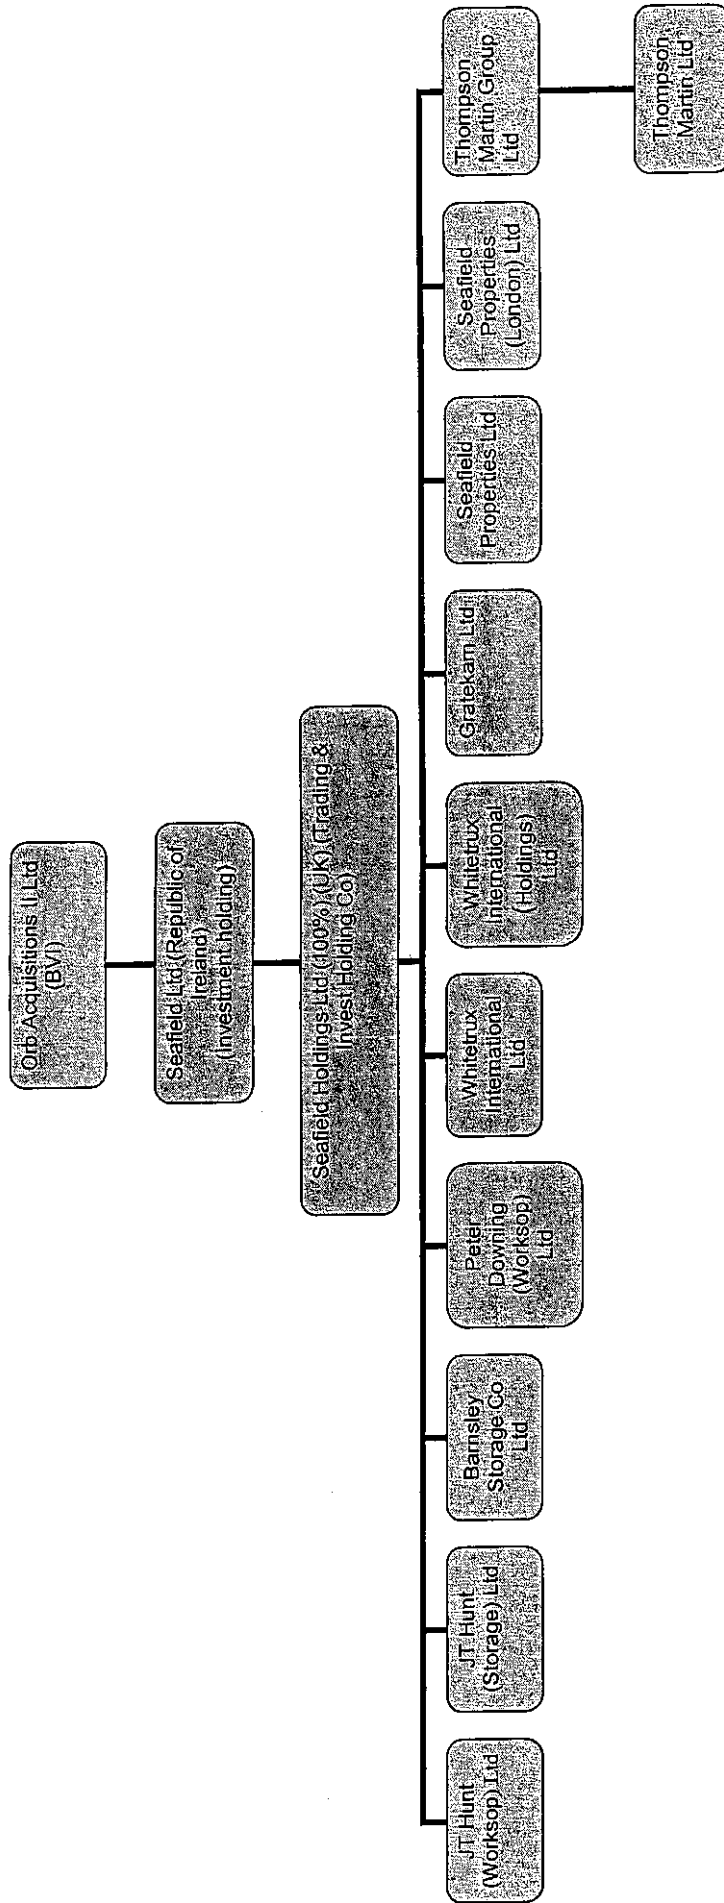 Orb Acquisitions (I) Ltd
(BVI)
Seafield Ltd (Republic of
Ireland)
(Investment holding)
Seafield Holdings Ltd (100%) (UK) (Trading &
Invest Holding Co)
JT Hunt
(Worksop) Ltd
JT Hunt
(Storage) Ltd
Barnsley
Storage Co
Ltd
Peter
Downing
(Worksop)
Ltd
Whitetrux
International
Ltd
Whitetrux
International
(Holdings)
Ltd
Gratekarn Ltd
Seafield
Properties Ltd
Seafield
Properties
(London) Ltd
Thompson
Martin Group
Ltd
Thompson
Martin Ltd